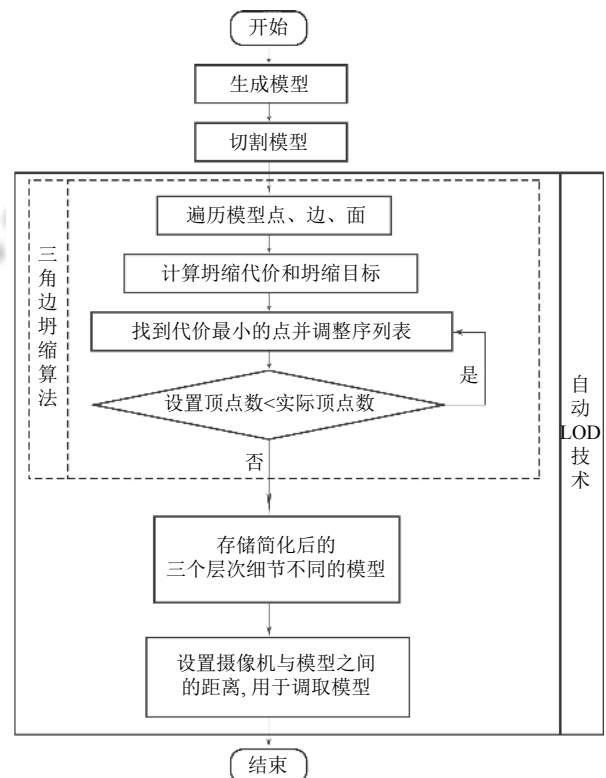 开始
生成模型
切割模型
三角边坍缩算法
遍历模型点、边、面
计算坍缩代价和坍缩目标
找到代价最小的点并调整序列表
是
设置顶点数<实际顶点数
否
自动
LOD
技术
存储简化后的
三个层次细节不同的模型
设置摄像机与模型之间
的距离, 用于调取模型
结束